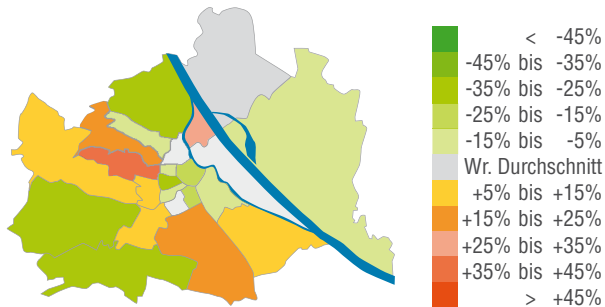 < -45%
-45% bis -35%
-35% bis -25%
-25% bis -15%
-15% bis -5%
Wr. Durchschnitt
+5% bis +15%
+15% bis +25%
+25% bis +35%
+35% bis +45%
> +45%